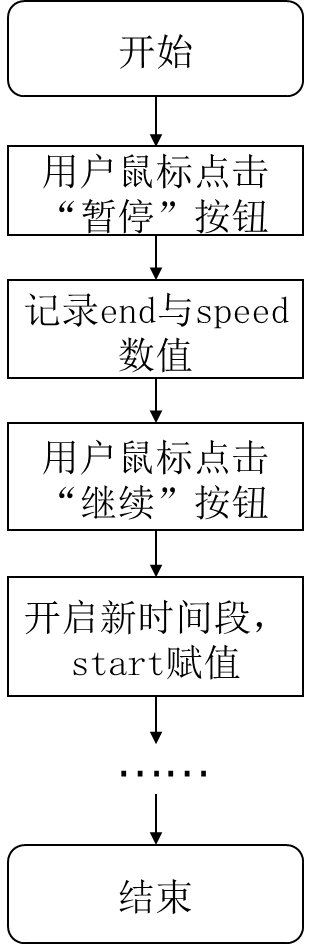 开始
用户鼠标点击
“暂停”按钮
记录end与speed
数值
用户鼠标点击
“继续”按钮
开启新时间段，
start赋值
……
结束